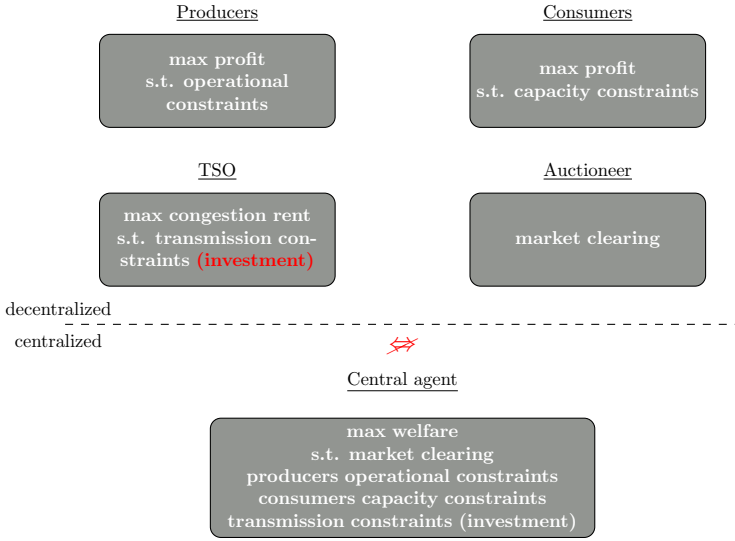 Producers
max profit
s.t. operational
constraints
Consumers
max profit
s.t. capacity constraints
TSO
max congestion rent
s.t. transmission con-
straints (investment)
Auctioneer
market clearing
decentralized
centralized
⇎
Central agent
max welfare
s.t. market clearing
producers operational constraints
consumers capacity constraints
transmission constraints (investment)